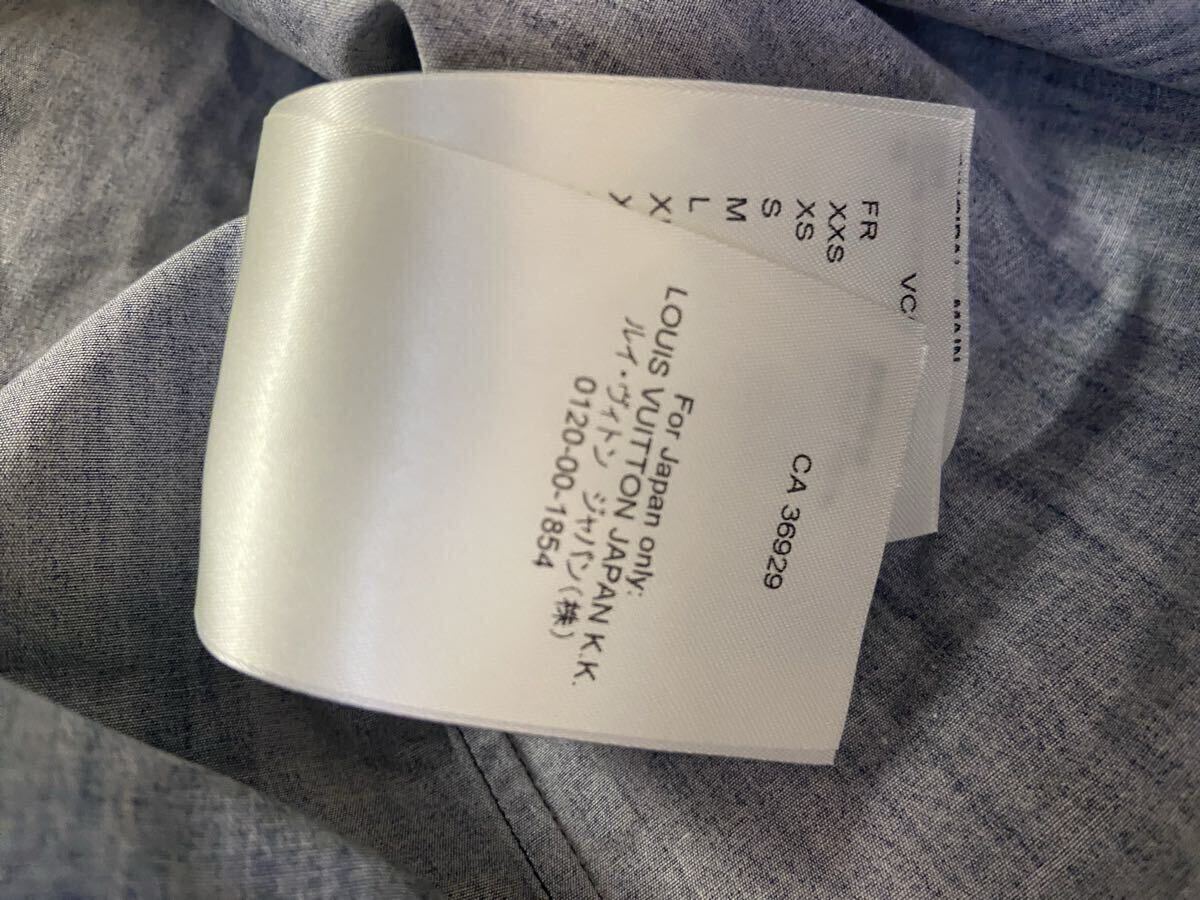 CA 36929
For Japan only:
LOUIS VUITTON JAPAN K.K.
ルイ・ヴィトン ジャパン(株)
0120-00-1854
FR
XXS
XS
S
M
L